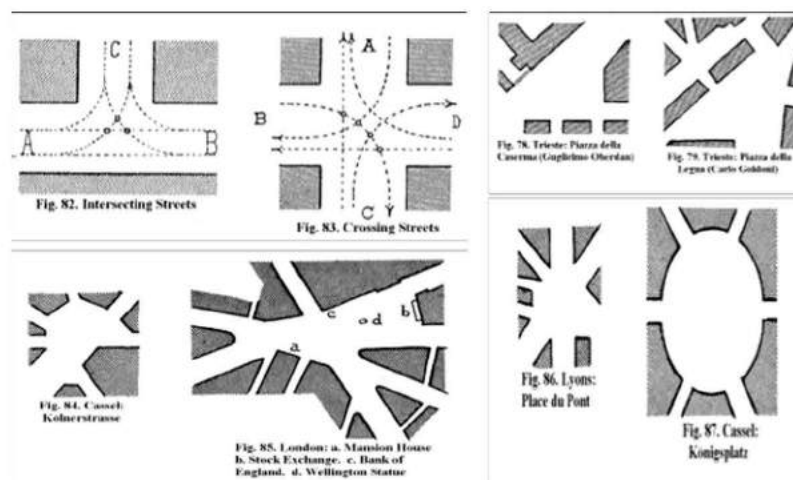 C
A
B
Fig. 82. Intersecting Streets
A
B
D
C
Fig. 83. Crossing Streets
Fig. 78. Trieste: Piazza della
Caserma (Guglielmo Oberdan)
Fig. 79. Trieste: Piazza della
Legna (Carlo Goldoni)
Fig. 84. Cassel:
Kolnerstrasse
c
d
b
a
Fig. 85. London: a. Mansion House
b. Stock Exchange. c. Bank of
England. d. Wellington Statue
Fig. 86. Lyons:
Place du Pont
Fig. 87. Cassel:
Königsplatz